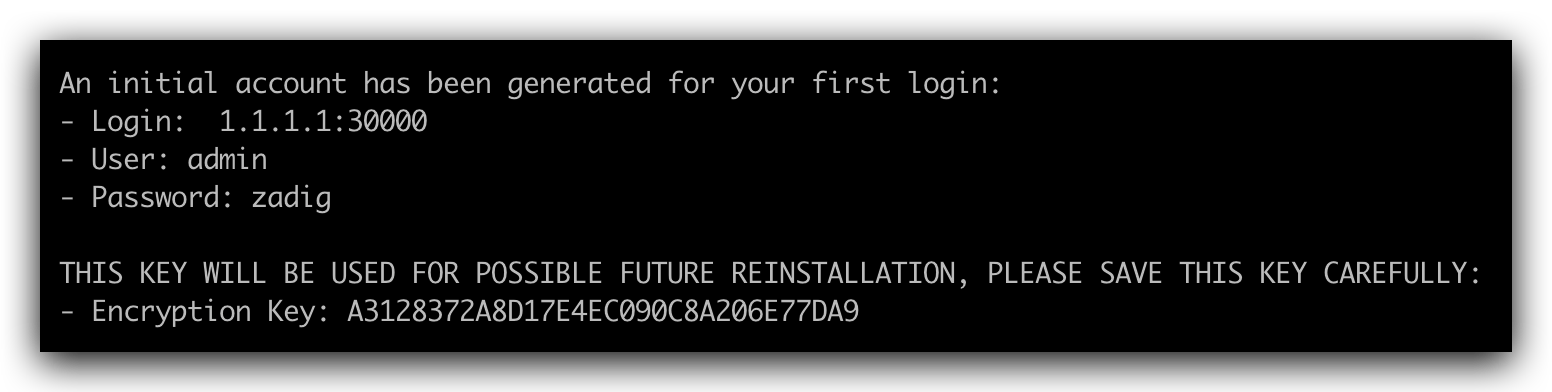 An initial account has been generated for your first login:
- Login:  1.1.1.1:30000
- User: admin
- Password: zadig
THIS KEY WILL BE USED FOR POSSIBLE FUTURE REINSTALLATION, PLEASE SAVE THIS KEY CAREFULLY:
- Encryption Key: A3128372A8D17E4EC090C8A206E77DA9